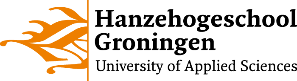 Hanzehogeschool
Groningen
University of Applied Sciences